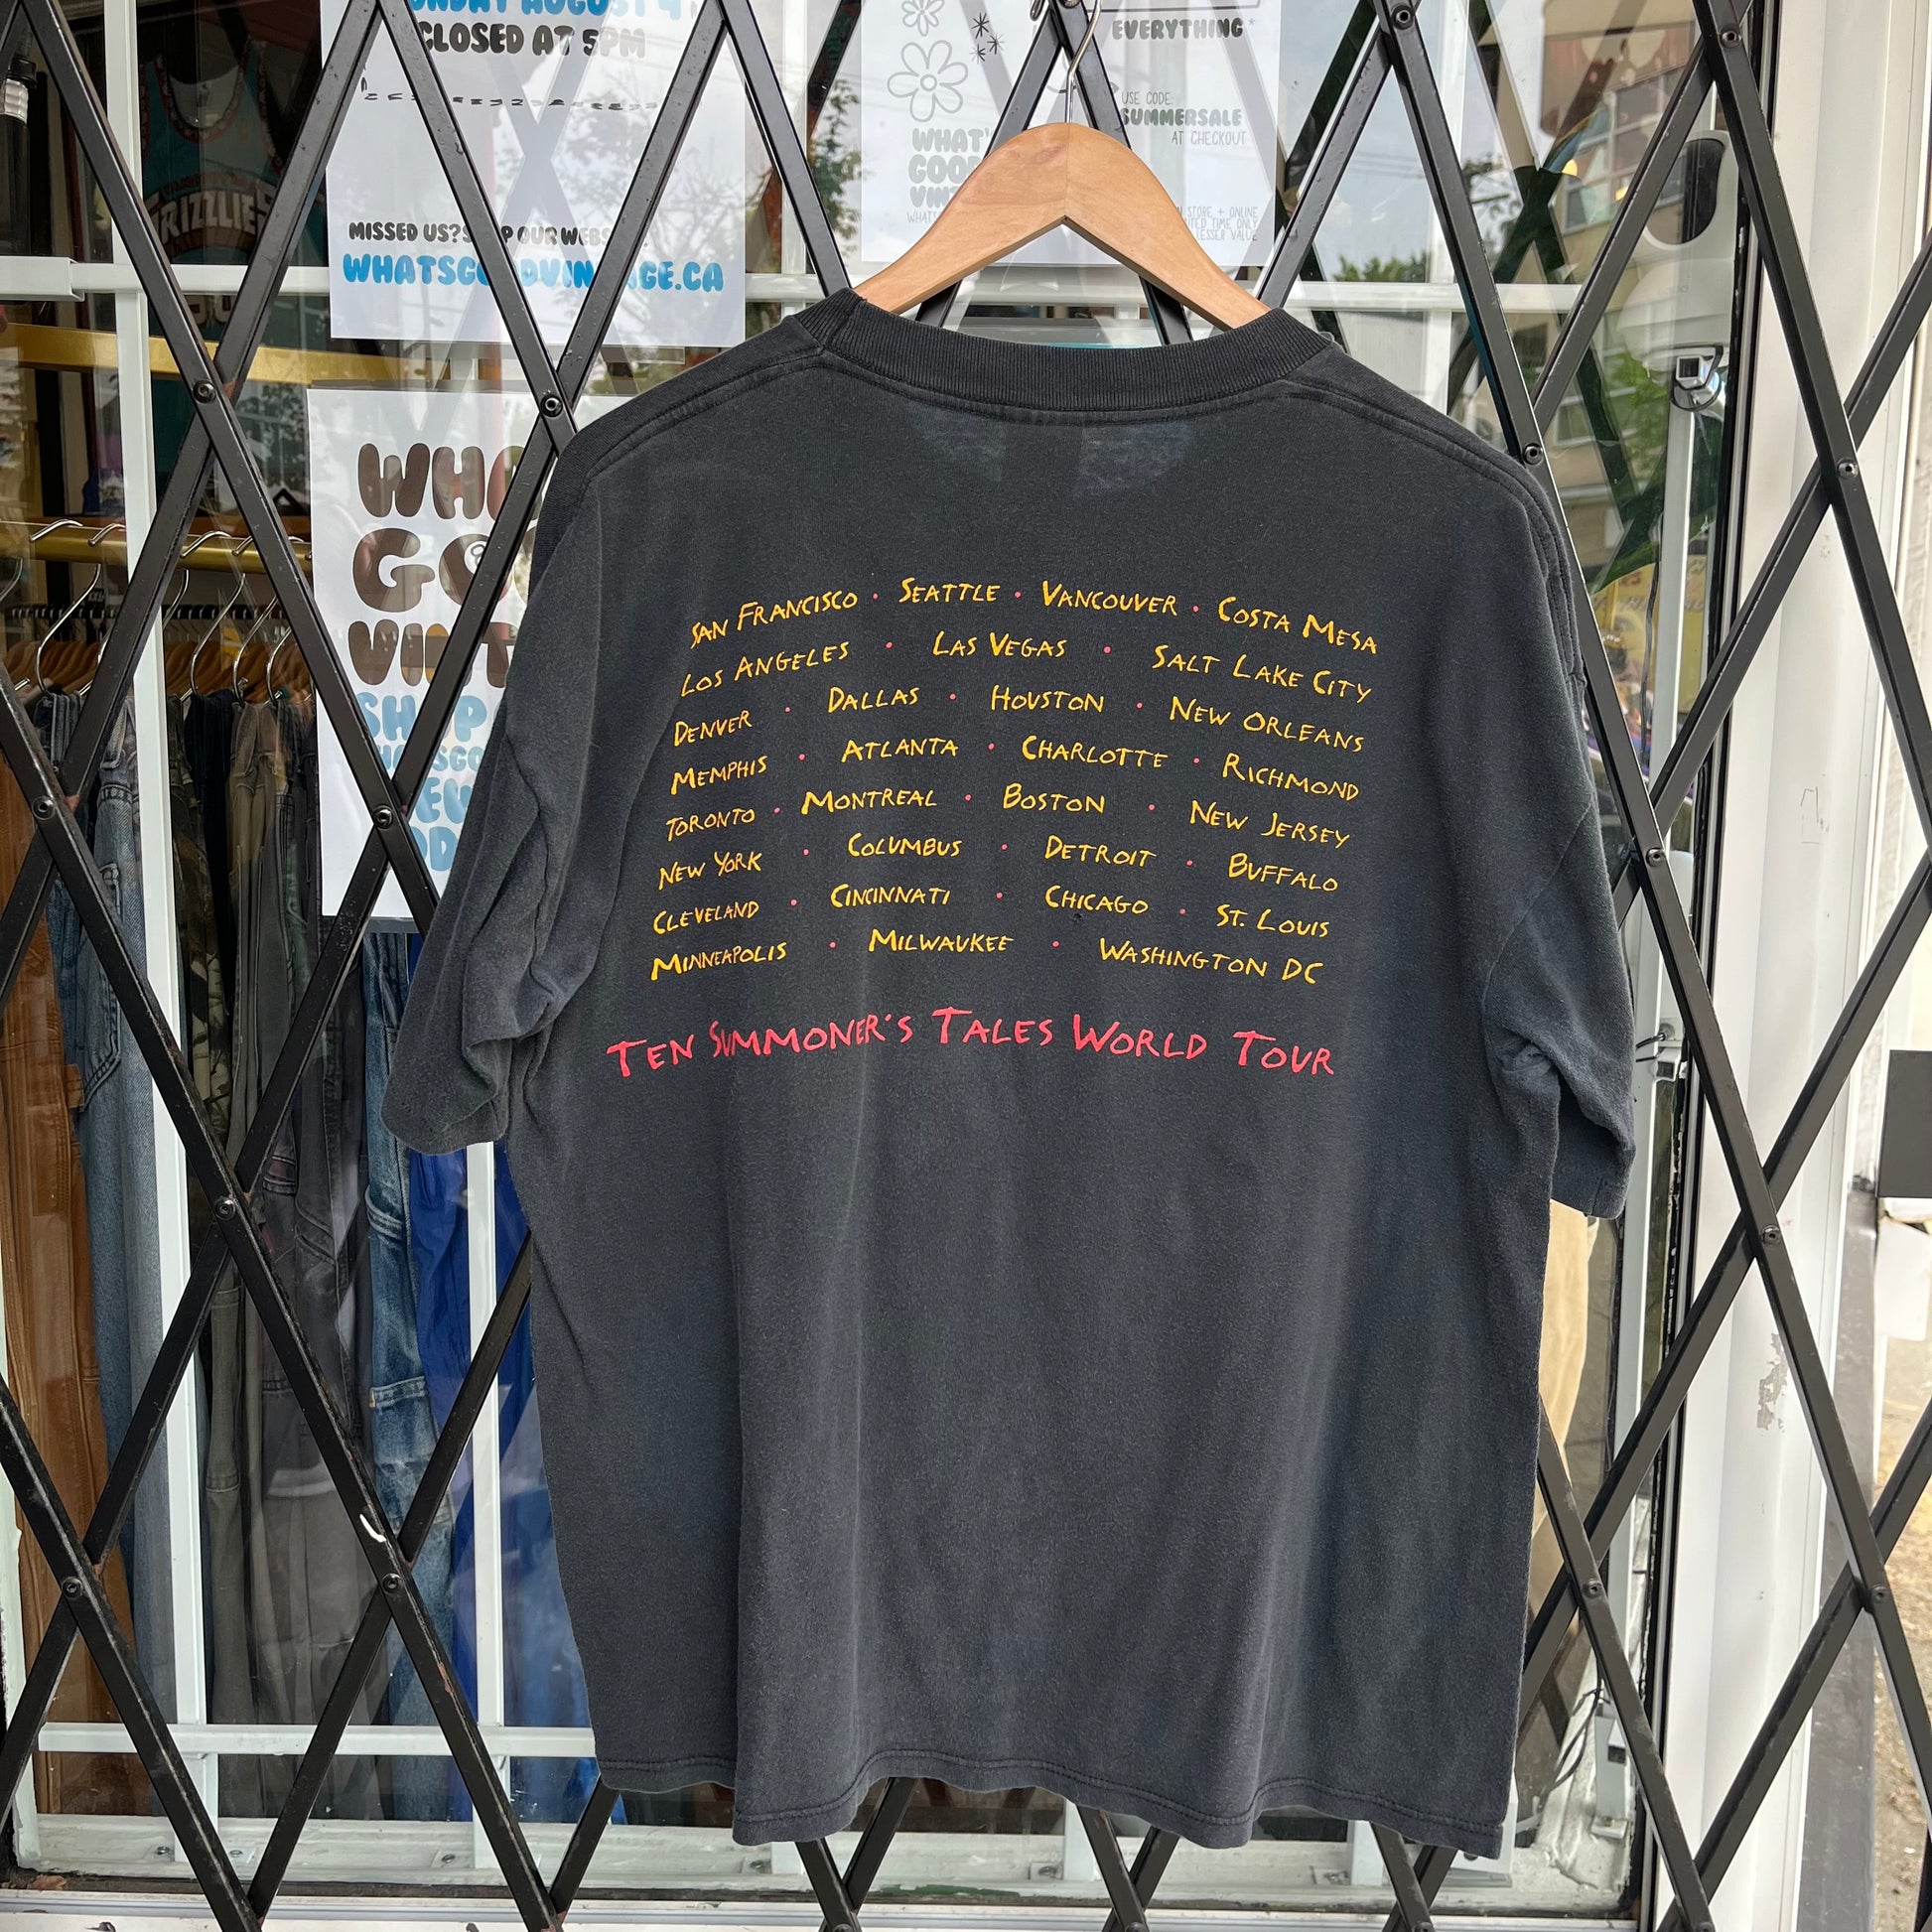 CLOSED AT 5PM
MISSED US?
EVERYTHING*
USE CODE:
SUMMERSALE
AT CHECKOUT
SAN FRANCISCO • SEATTLE • VANCOUVER • COSTA MESA
LOS ANGELES • LAS VEGAS • SALT LAKE CITY
DENVER • DALLAS • HOUSTON • NEW ORLEANS
MEMPHIS • ATLANTA • CHARLOTTE • RICHMOND
TORONTO • MONTREAL • BOSTON • NEW JERSEY
NEW YORK • COLUMBUS • DETROIT • BUFFALO
CLEVELAND • CINCINNATI • CHICAGO • ST. LOUIS
MINNEAPOLIS • MILWAUKEE • WASHINGTON DC
TEN SUMMONER'S TALES WORLD TOUR